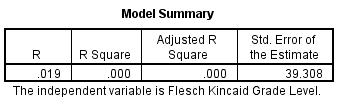 Model Summary
R R Square Adjusted R Square Std. Error of the Estimate
.019 .000 .000 39.308
The independent variable is Flesch Kincaid Grade Level.